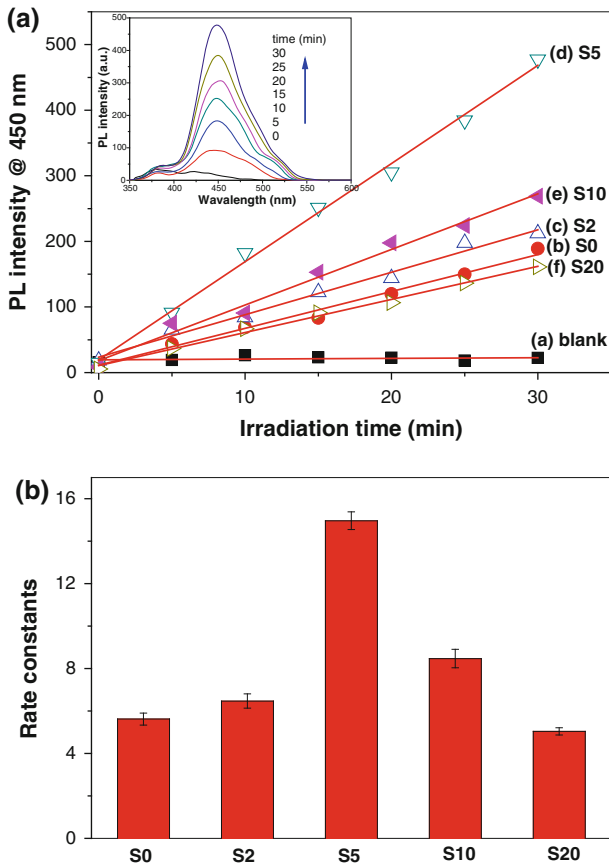 (a)
PL intensity @ 450 nm
500
400
300
200
100
0
0
10
20
30
Irradiation time (min)
PL intensity (a.u.)
500
400
300
200
100
0
350
400
450
500
550
600
Wavelength (nm)
time (min)
30
25
20
15
10
5
0
(d) S5
(e) S10
(c) S2
(b) S0
(f) S20
(a) blank
(b)
Rate constants
16
12
8
4
0
S0
S2
S5
S10
S20